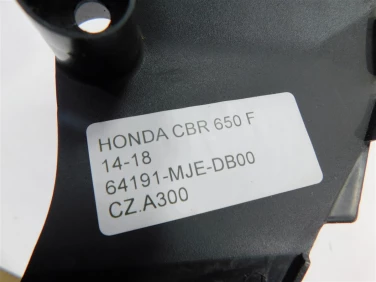 HONDA CBR 650 F
14-18
64191-MJE-DB00
CZ.A300